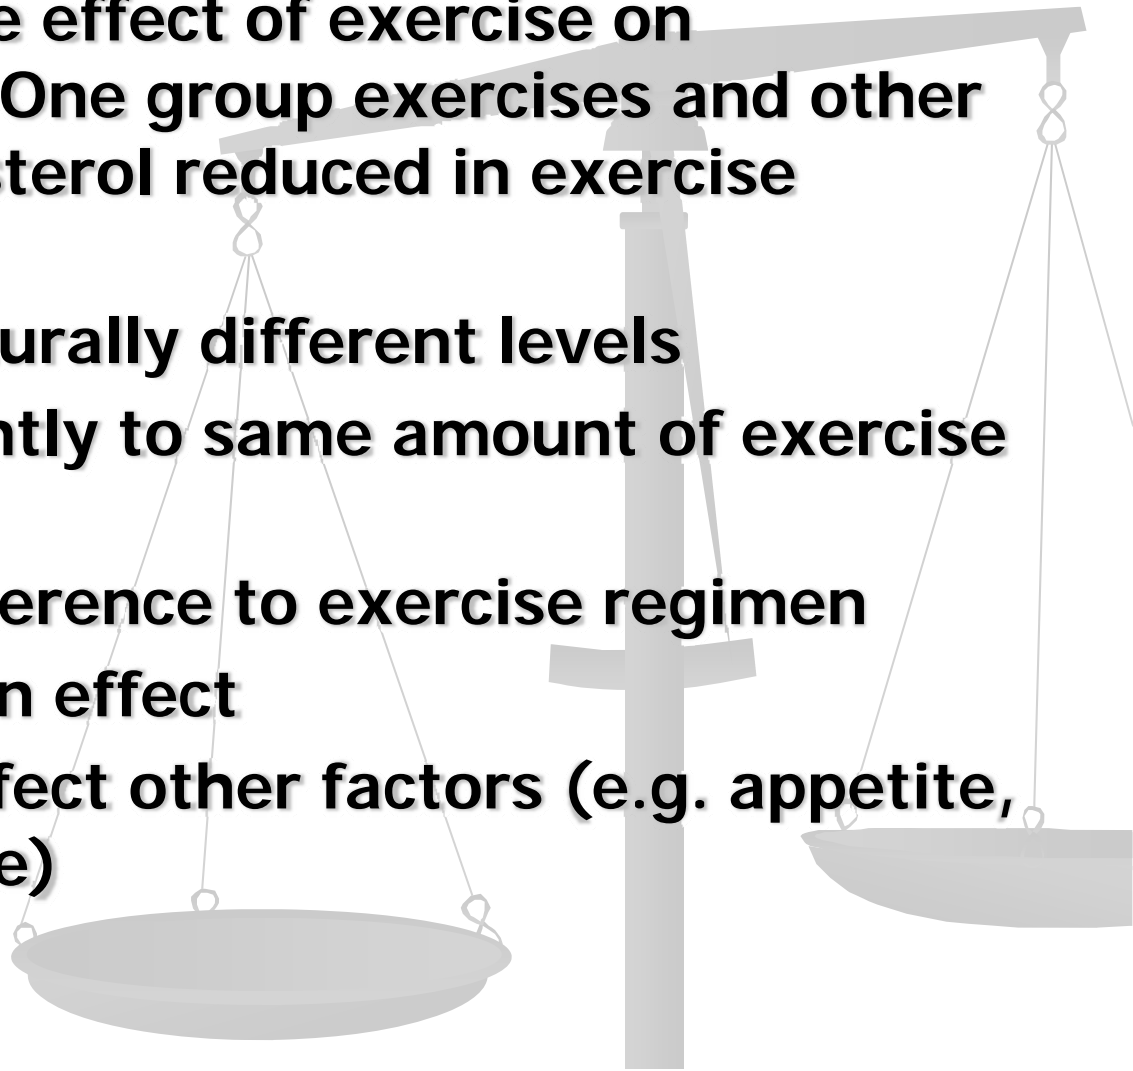 e effect of exercise on
One group exercises and other
sterol reduced in exercise
urally different levels
ntly to same amount of exercise
erence to exercise regimen
n effect
fect other factors (e.g. appetite,
e)